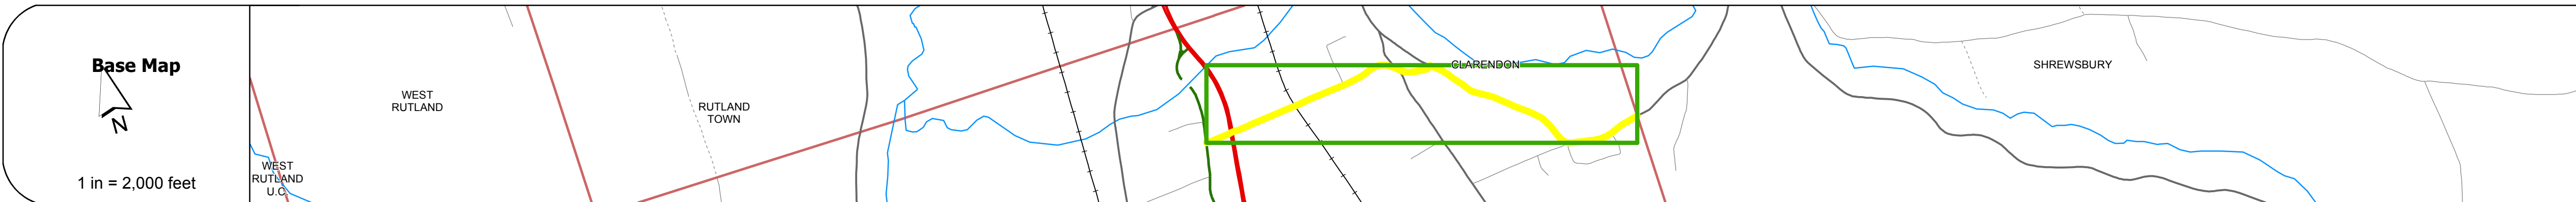 Base Map
N
1 in = 2,000 feet
WEST
RUTLAND
U.C.
WEST
RUTLAND
RUTLAND
TOWN
CLARENDON
SHREWSBURY